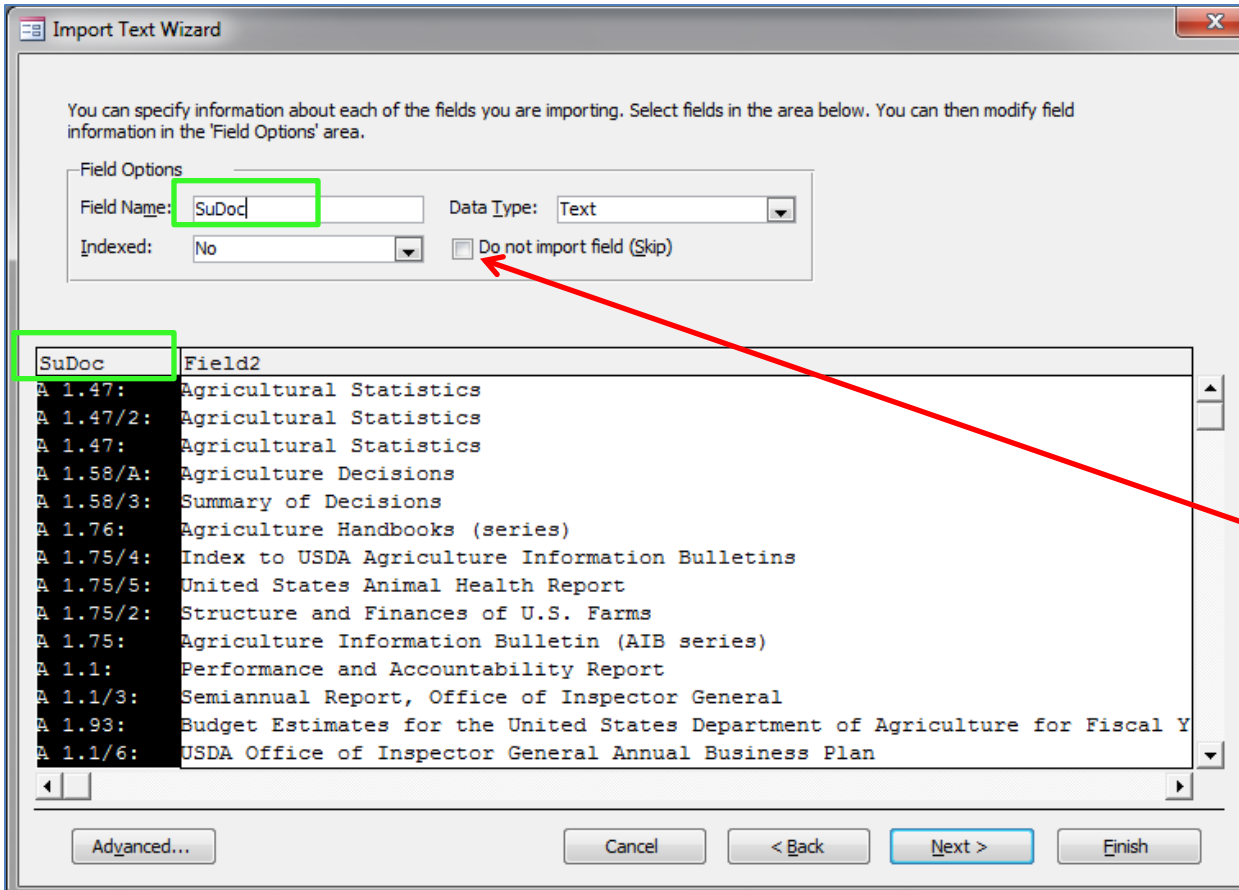 Import Text Wizard
You can specify information about each of the fields you are importing. Select fields in the area below. You can then modify field
information in the 'Field Options' area.
Field Options
Field Name: SuDoc Data Type: Text
Indexed: No Do not import field (Skip)
SuDoc Field2
A 1.47: Agricultural Statistics
A 1.47/2: Agricultural Statistics
A 1.47: Agricultural Statistics
A 1.58/A: Agriculture Decisions
A 1.58/3: Summary of Decisions
A 1.76: Agriculture Handbooks (series)
A 1.75/4: Index to USDA Agriculture Information Bulletins
A 1.75/5: United States Animal Health Report
A 1.75/2: Structure and Finances of U.S. Farms
A 1.75: Agriculture Information Bulletin (AIB series)
A 1.1: Performance and Accountability Report
A 1.1/3: Semiannual Report, Office of Inspector General
A 1.93: Budget Estimates for the United States Department of Agriculture for Fiscal Y
A 1.1/6: USDA Office of Inspector General Annual Business Plan
Advanced... Cancel < Back Next > Finish